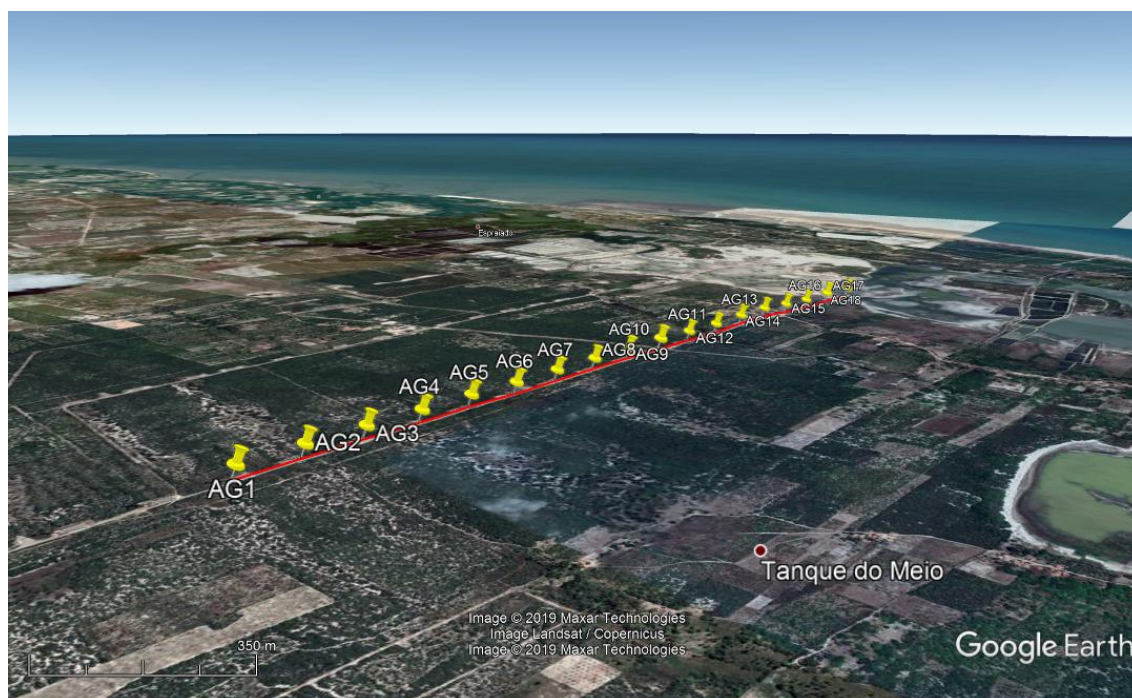 Espraiado
AG17
AG16
AG18
AG13
AG15
AG11
AG14
AG10
AG12
AG9
AG8
AG7
AG6
AG5
AG4
AG3
AG2
AG1
Tanque do Meio
Image © 2019 Maxar Technologies
Image Landsat / Copernicus
Image © 2019 Maxar Technologies
350 m
Google Earth